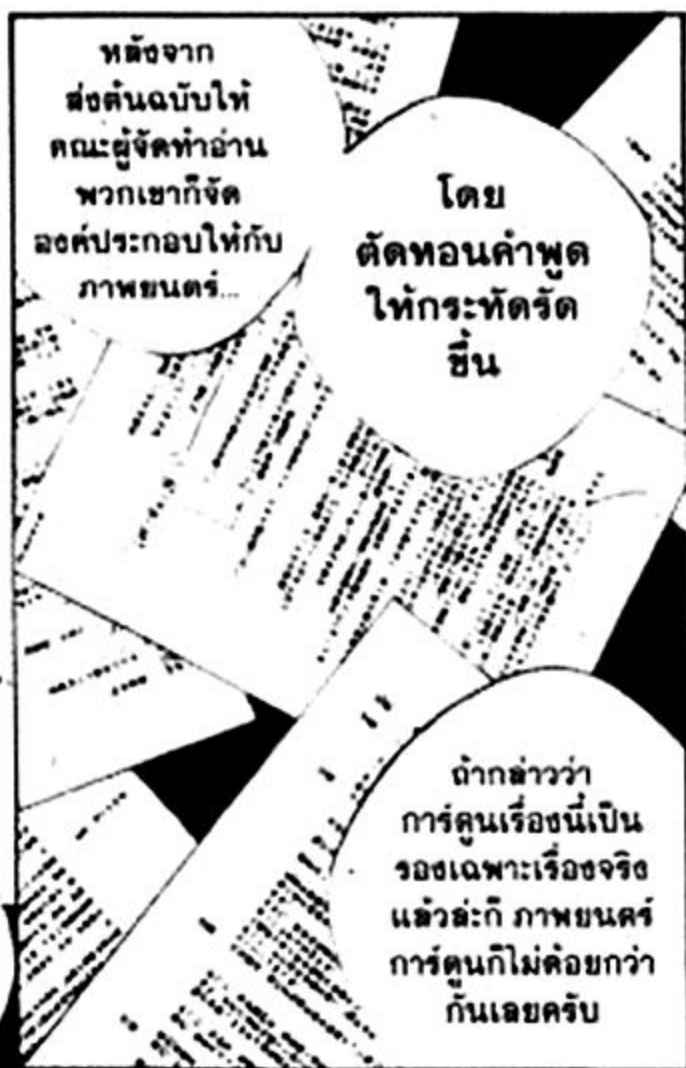 หลังจาก
ส่งต้นฉบับให้
คณะผู้จัดทำอ่าน
พวกเขาก็จัด
องค์ประกอบให้กับ
ภาพยนตร์...
โดย
ตัดทอนคำพูด
ให้กระทัดรัด
ขึ้น
ถ้ากล่าวว่า
การ์ตูนเรื่องนี้เป็น
รองเฉพาะเรื่องจริง
แล้วล่ะก็ ภาพยนตร์
การ์ตูนก็ไม่ด้อยกว่า
กันเลยครับ